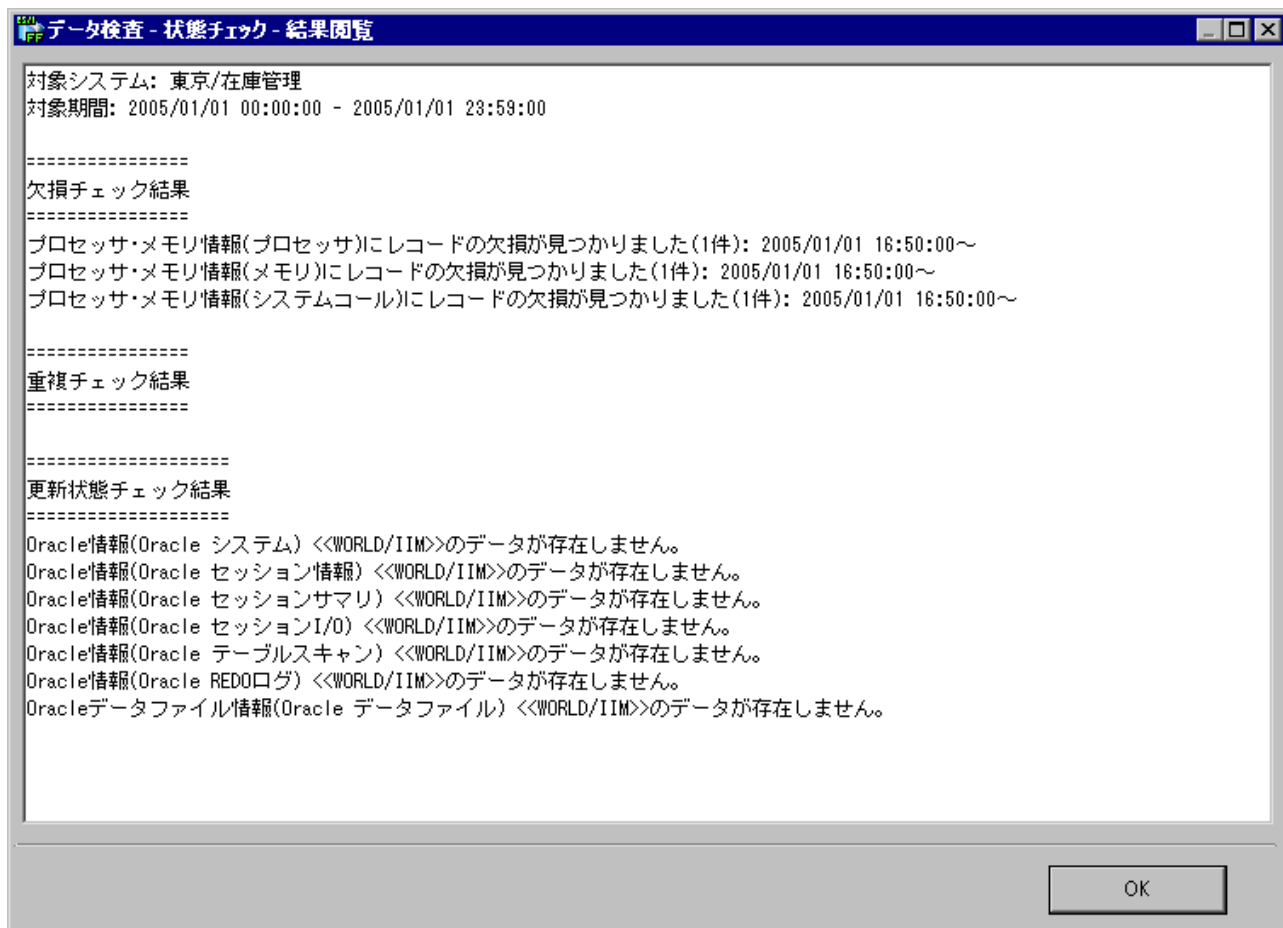 データ検査 - 状態チェック - 結果閲覧
対象システム: 東京/在庫管理
対象期間: 2005/01/01 00:00:00 - 2005/01/01 23:59:00
================
欠損チェック結果
================
プロセッサ・メモリ情報(プロセッサ)にレコードの欠損が見つかりました(1件): 2005/01/01 16:50:00～
プロセッサ・メモリ情報(メモリ)にレコードの欠損が見つかりました(1件): 2005/01/01 16:50:00～
プロセッサ・メモリ情報(システムコール)にレコードの欠損が見つかりました(1件): 2005/01/01 16:50:00～
================
重複チェック結果
================
====================
更新状態チェック結果
====================
Oracle情報(Oracle システム) <<WORLD/IIM>>のデータが存在しません。
Oracle情報(Oracle セッション情報) <<WORLD/IIM>>のデータが存在しません。
Oracle情報(Oracle セッションサマリ) <<WORLD/IIM>>のデータが存在しません。
Oracle情報(Oracle セッションI/O) <<WORLD/IIM>>のデータが存在しません。
Oracle情報(Oracle テーブルスキャン) <<WORLD/IIM>>のデータが存在しません。
Oracle情報(Oracle REDOログ) <<WORLD/IIM>>のデータが存在しません。
Oracleデータファイル情報(Oracle データファイル) <<WORLD/IIM>>のデータが存在しません。
OK